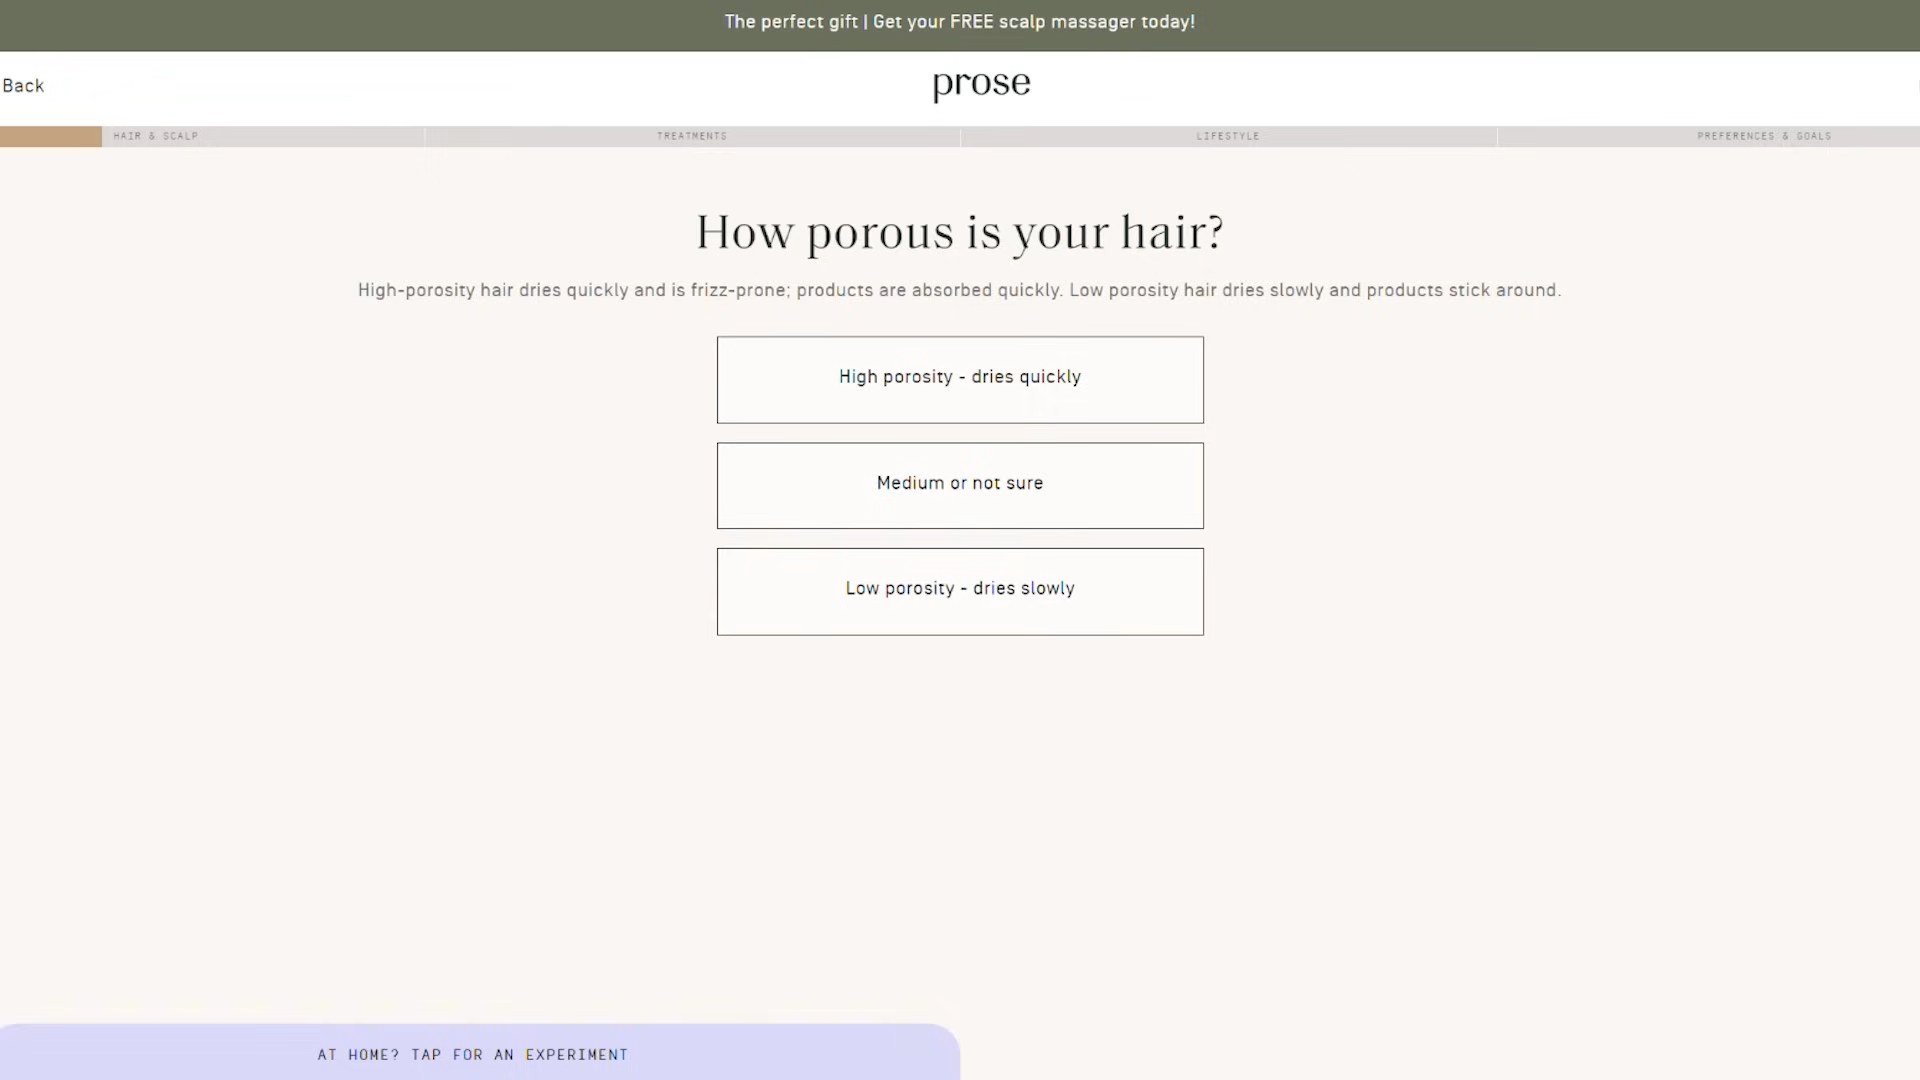 The perfect gift | Get your FREE scalp massager today!
Back
prose
HAIR & SCALP
TREATMENTS
LIFESTYLE
PREFERENCES & GOALS
How porous is your hair?
High-porosity hair dries quickly and is frizz-prone; products are absorbed quickly. Low porosity hair dries slowly and products stick around.
High porosity - dries quickly
Medium or not sure
Low porosity - dries slowly
AT HOME? TAP FOR AN EXPERIMENT